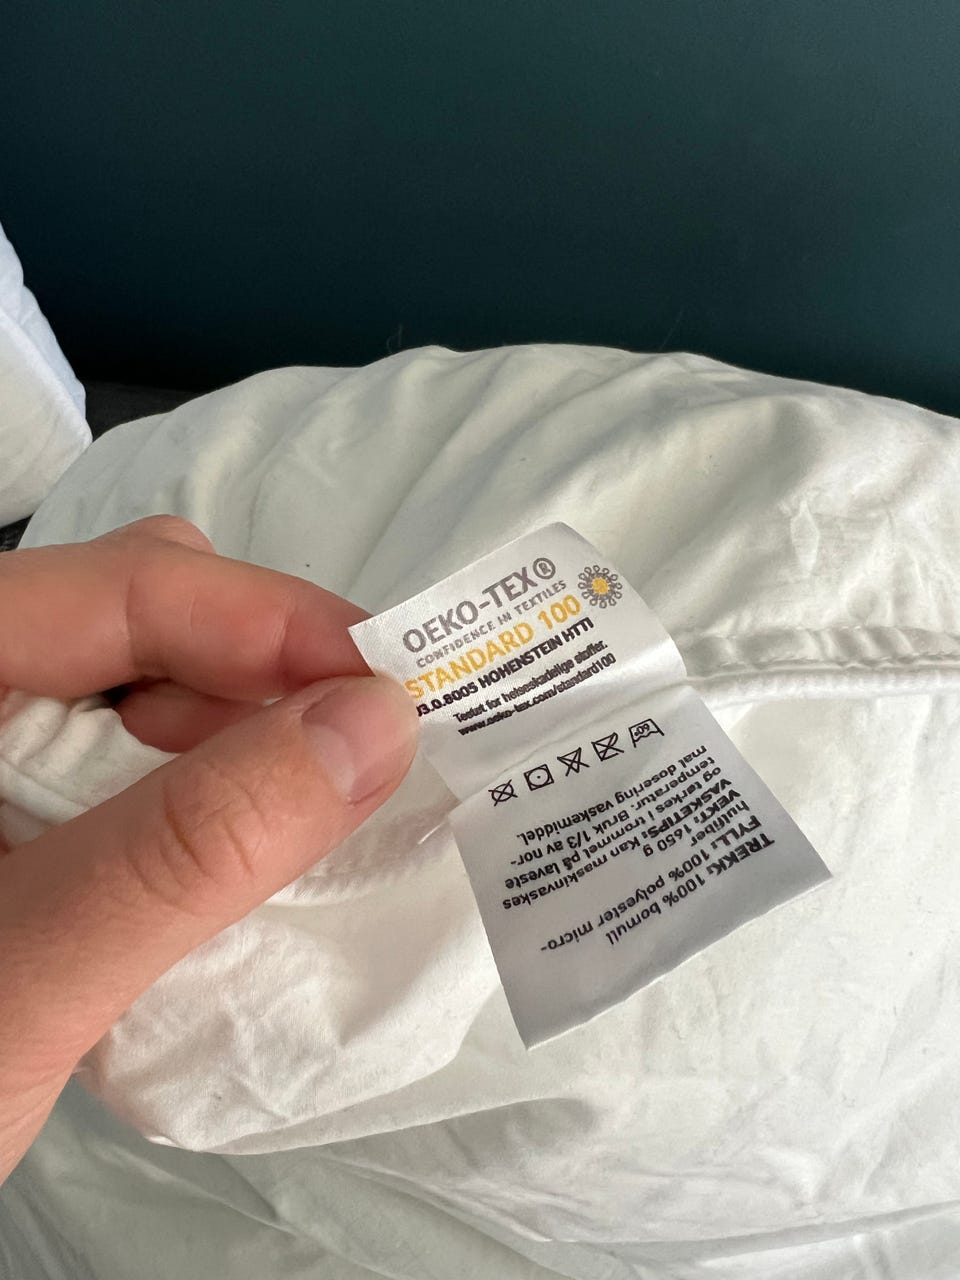 OEKO-TEX®
CONFIDENCE IN TEXTILES
STANDARD 100
3.0.8005 HOHENSTEIN HTTI
Testet for helseskadelige stoffer.
www.oeko-tex.com/standard100
TREKK: 100% bomull
FYLL: 100% polyester micro-
hulfiber
VEKT: 1650 g
VASKETIPS: Kan maskinvaskes
og tørkes i trommel på laveste
temperatur. Bruk 1/3 av nor-
mal dosering vaskemiddel.
60°